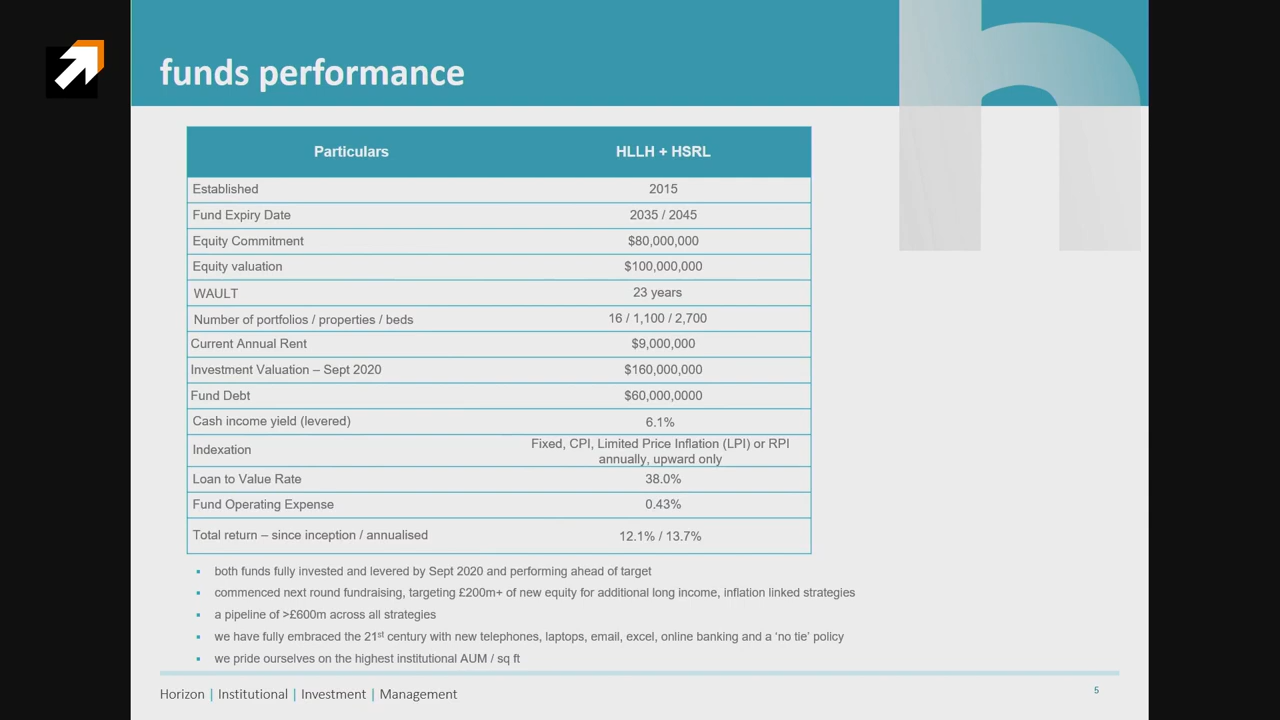 funds performance
Particulars HLLH + HSRL
Established 2015
Fund Expiry Date 2035 / 2045
Equity Commitment $80,000,000
Equity valuation $100,000,000
WAULT 23 years
Number of portfolios / properties / beds 16 / 1,100 / 2,700
Current Annual Rent $9,000,000
Investment Valuation – Sept 2020 $160,000,000
Fund Debt $60,000,0000
Cash income yield (levered) 6.1%
Indexation Fixed, CPI, Limited Price Inflation (LPI) or RPI
annually, upward only
Loan to Value Rate 38.0%
Fund Operating Expense 0.43%
Total return – since inception / annualised 12.1% / 13.7%
▪ both funds fully invested and levered by Sept 2020 and performing ahead of target
▪ commenced next round fundraising, targeting £200m+ of new equity for additional long income, inflation linked strategies
▪ a pipeline of >£600m across all strategies
▪ we have fully embraced the 21st century with new telephones, laptops, email, excel, online banking and a ‘no tie’ policy
▪ we pride ourselves on the highest institutional AUM / sq ft
Horizon | Institutional | Investment | Management 5